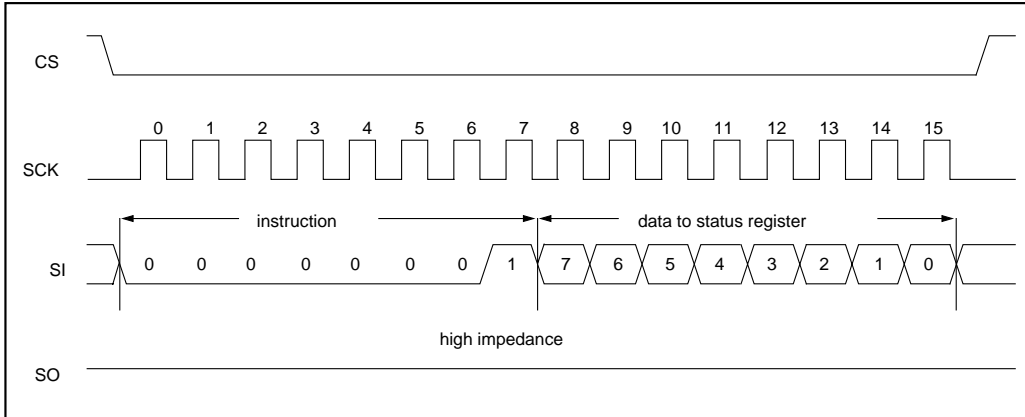 CS
0 1 2 3 4 5 6 7 8 9 10 11 12 13 14 15
SCK
instruction data to status register
SI 0 0 0 0 0 0 0 1 7 6 5 4 3 2 1 0
high impedance
SO